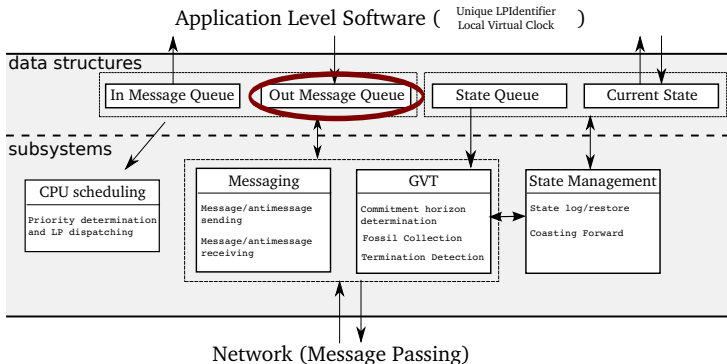 Application Level Software ( Unique LPIdentifier
Local Virtual Clock )
data structures
In Message Queue
Out Message Queue
State Queue
Current State
subsystems
CPU scheduling
Priority determination
and LP dispatching
Messaging
Message/antimessage
sending
Message/antimessage
receiving
GVT
Commitment horizon
determination
Fossil Collection
Termination Detection
State Management
State log/restore
Coasting Forward
Network (Message Passing)